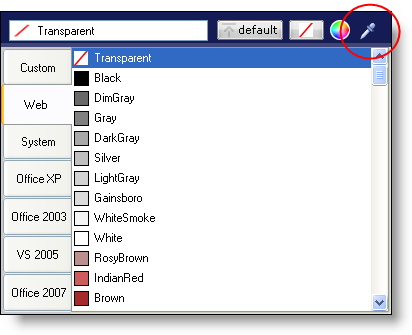 Transparent
default
Custom
Web
System
Office XP
Office 2003
VS 2005
Office 2007
Transparent
Black
DimGray
Gray
DarkGray
Silver
LightGray
Gainsboro
WhiteSmoke
White
RosyBrown
IndianRed
Brown